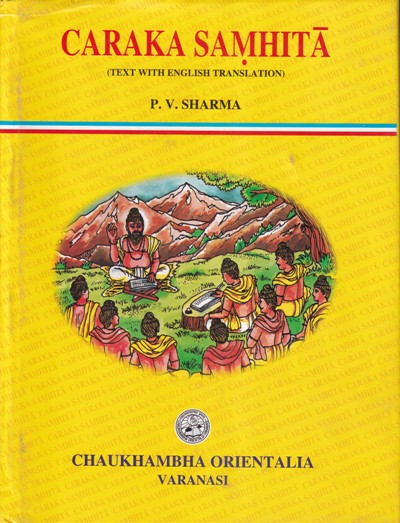 CARAKA SAṂHITĀ
(TEXT WITH ENGLISH TRANSLATION)
P. V. SHARMA
CHAUKHAMBHA ORIENTALIA
VARANASI